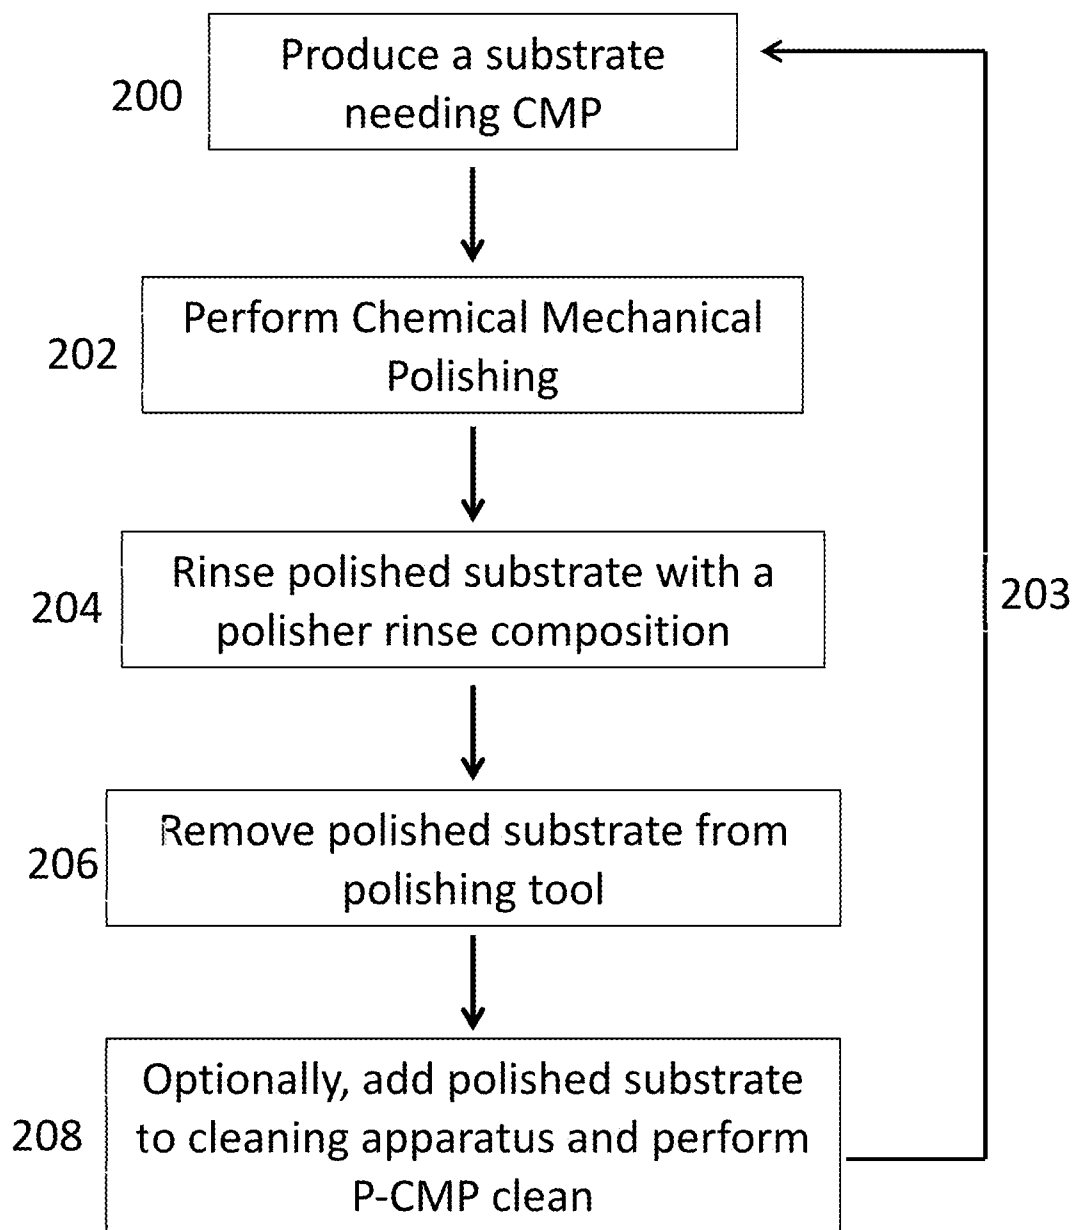 200
Produce a substrate
needing CMP
202
Perform Chemical Mechanical
Polishing
204
Rinse polished substrate with a
polisher rinse composition
203
206
Remove polished substrate from
polishing tool
208
Optionally, add polished substrate
to cleaning apparatus and perform
P-CMP clean